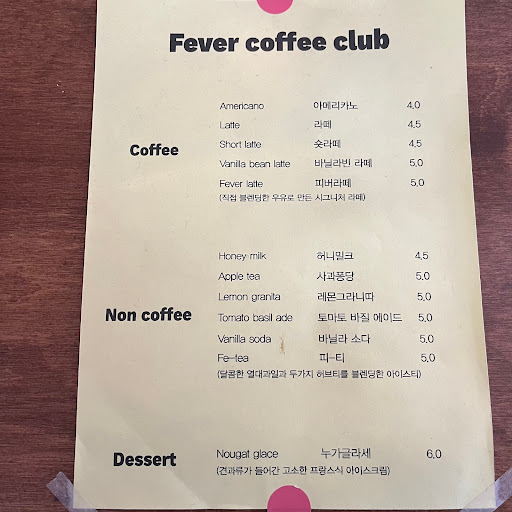 Fever coffee club
Coffee
Americano 아메리카노 4.0
Latte 라떼 4.5
Short latte 숏라떼 4.5
Vanilla bean latte 바닐라빈 라떼 5.0
Fever latte 피버라떼 5.0
(직접 블렌딩한 우유로 만든 시그니처 라떼)
Non coffee
Honey milk 허니밀크 4.5
Apple tea 사과퐁당 5.0
Lemon granita 레몬그라니따 5.0
Tomato basil ade 토마토 바질 에이드 5.0
Vanilla soda 바닐라 소다 5.0
Fe-tea 피-티 5.0
(달콤한 열대과일과 두가지 허브티를 블렌딩한 아이스티)
Dessert
Nougat glace 누가글라세 6.0
(견과류가 들어간 고소한 프랑스식 아이스크림)